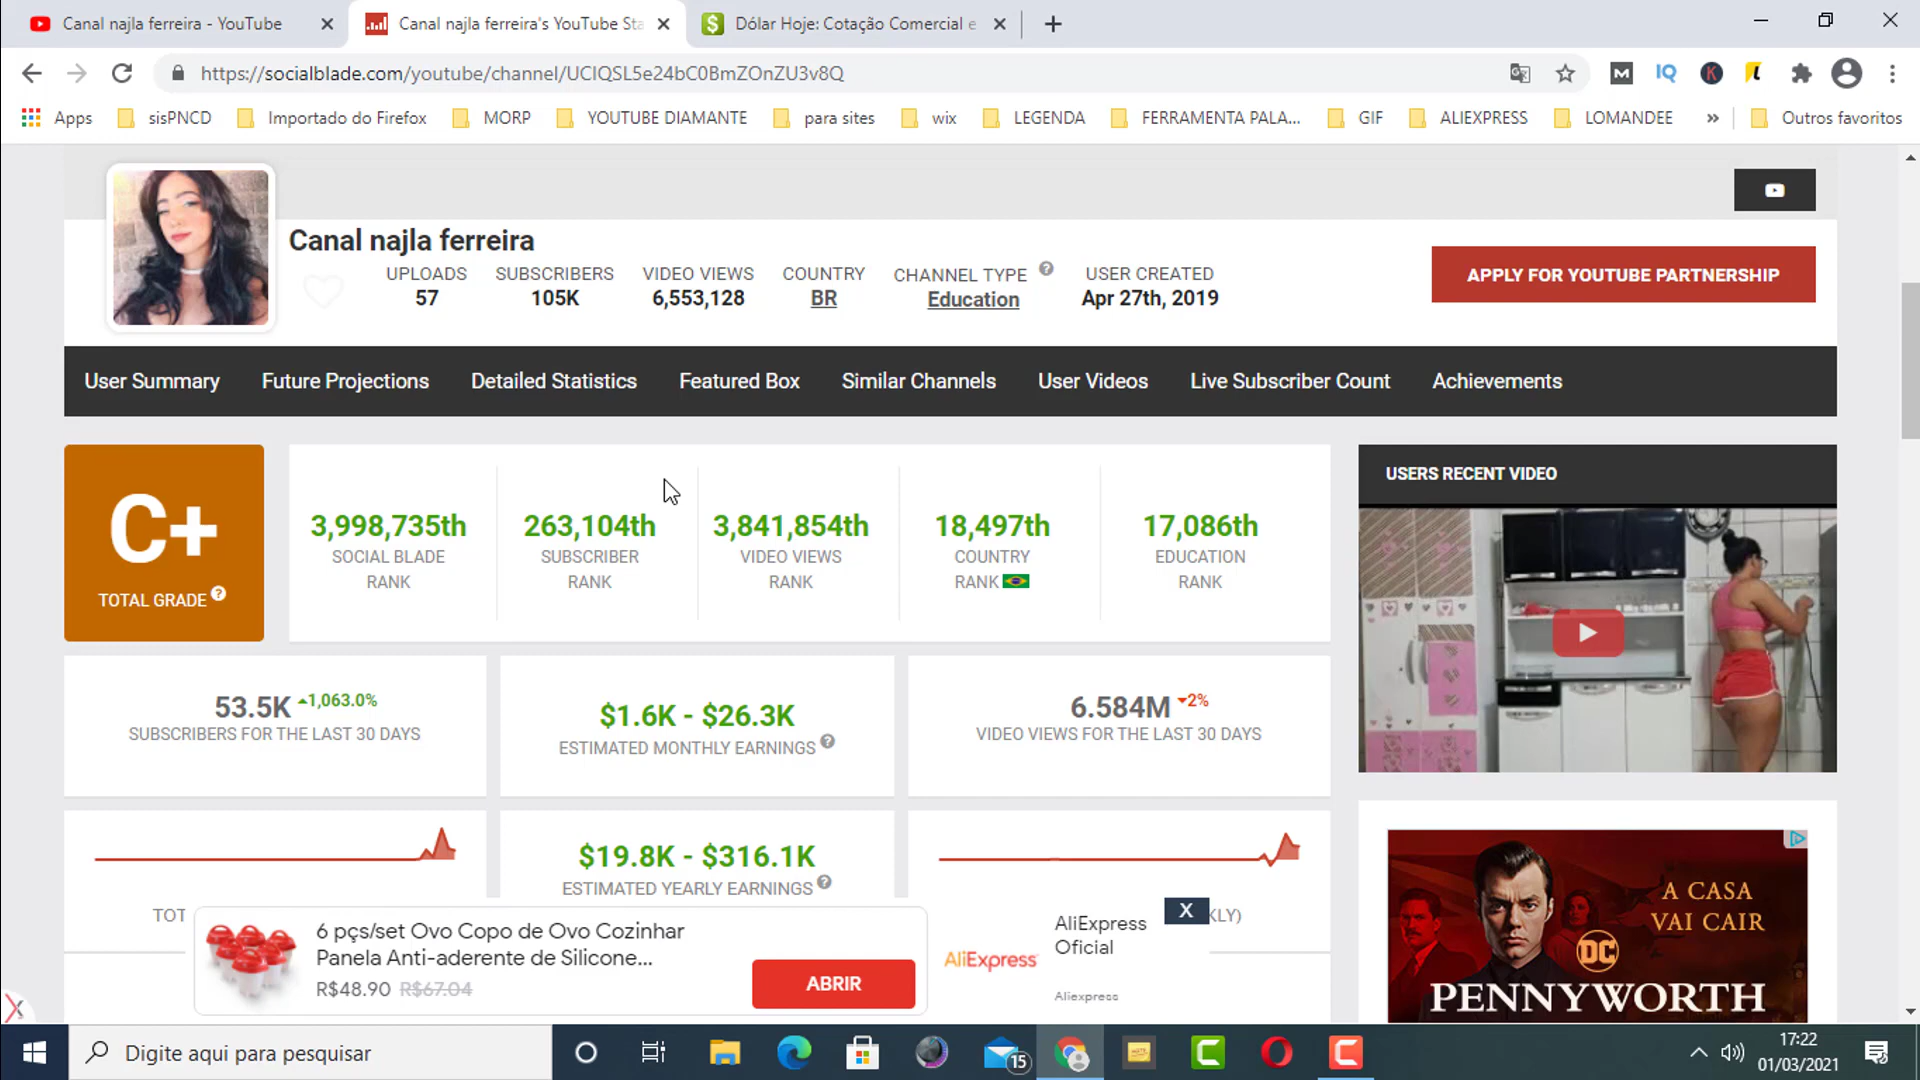 Canal najla ferreira - YouTube
Canal najla ferreira's YouTube Sta
Dólar Hoje: Cotação Comercial e
https://socialblade.com/youtube/channel/UCIQSL5e24bC0BmZOnZU3v8Q
Apps sisPNCD Importado do Firefox MORP YOUTUBE DIAMANTE para sites wix LEGENDA FERRAMENTA PALA... GIF ALIEXPRESS LOMANDEE » Outros favoritos
Canal najla ferreira
UPLOADS SUBSCRIBERS VIDEO VIEWS COUNTRY CHANNEL TYPE USER CREATED
57 105K 6,553,128 BR Education Apr 27th, 2019
APPLY FOR YOUTUBE PARTNERSHIP
User Summary Future Projections Detailed Statistics Featured Box Similar Channels User Videos Live Subscriber Count Achievements
C+
TOTAL GRADE
3,998,735th
SOCIAL BLADE
RANK
263,104th
SUBSCRIBER
RANK
3,841,854th
VIDEO VIEWS
RANK
18,497th
COUNTRY
RANK
17,086th
EDUCATION
RANK
USERS RECENT VIDEO
53.5K 1,063.0%
SUBSCRIBERS FOR THE LAST 30 DAYS
$1.6K - $26.3K
ESTIMATED MONTHLY EARNINGS
6.584M 2%
VIDEO VIEWS FOR THE LAST 30 DAYS
$19.8K - $316.1K
ESTIMATED YEARLY EARNINGS
TOT
KLY)
6 pçs/set Ovo Copo de Ovo Cozinhar
Panela Anti-aderente de Silicone...
R$48.90 R$67.04
ABRIR
AliExpress
AliExpress
Oficial
Aliexpress
X
A CASA
VAI CAIR
DC
PENNYWORTH
Digite aqui para pesquisar
15
17:22
01/03/2021